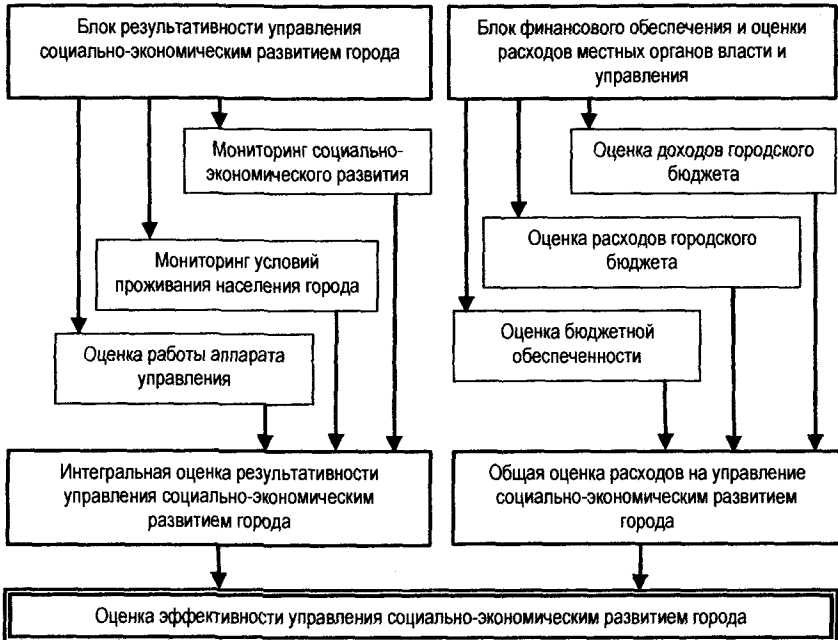 Блок результативности управления
социально-экономическим развитием города
Блок финансового обеспечения и оценки
расходов местных органов власти и
управления
Мониторинг социально-
экономического развития
Оценка доходов городского
бюджета
Мониторинг условий
проживания населения города
Оценка расходов городского
бюджета
Оценка работы аппарата
управления
Оценка бюджетной
обеспеченности
Интегральная оценка результативности
управления социально-экономическим
развитием города
Общая оценка расходов на управление
социально-экономическим развитием
города
Оценка эффективности управления социально-экономическим развитием города